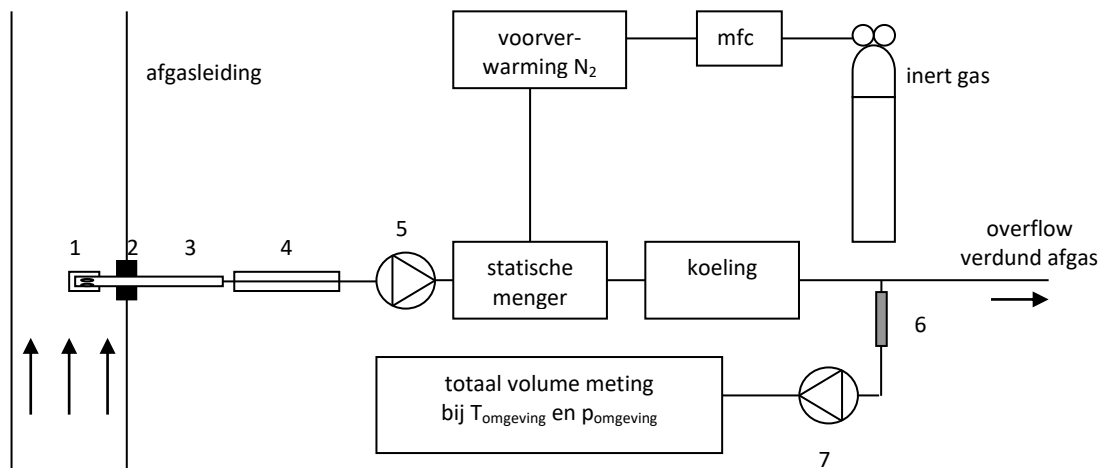 voorver-
warming N₂
mfc
inert gas
afgasleiding
1
2
3
4
5
statische
menger
koeling
overflow
verdund afgas
6
totaal volume meting
bij Tomgeving en pomgeving
7